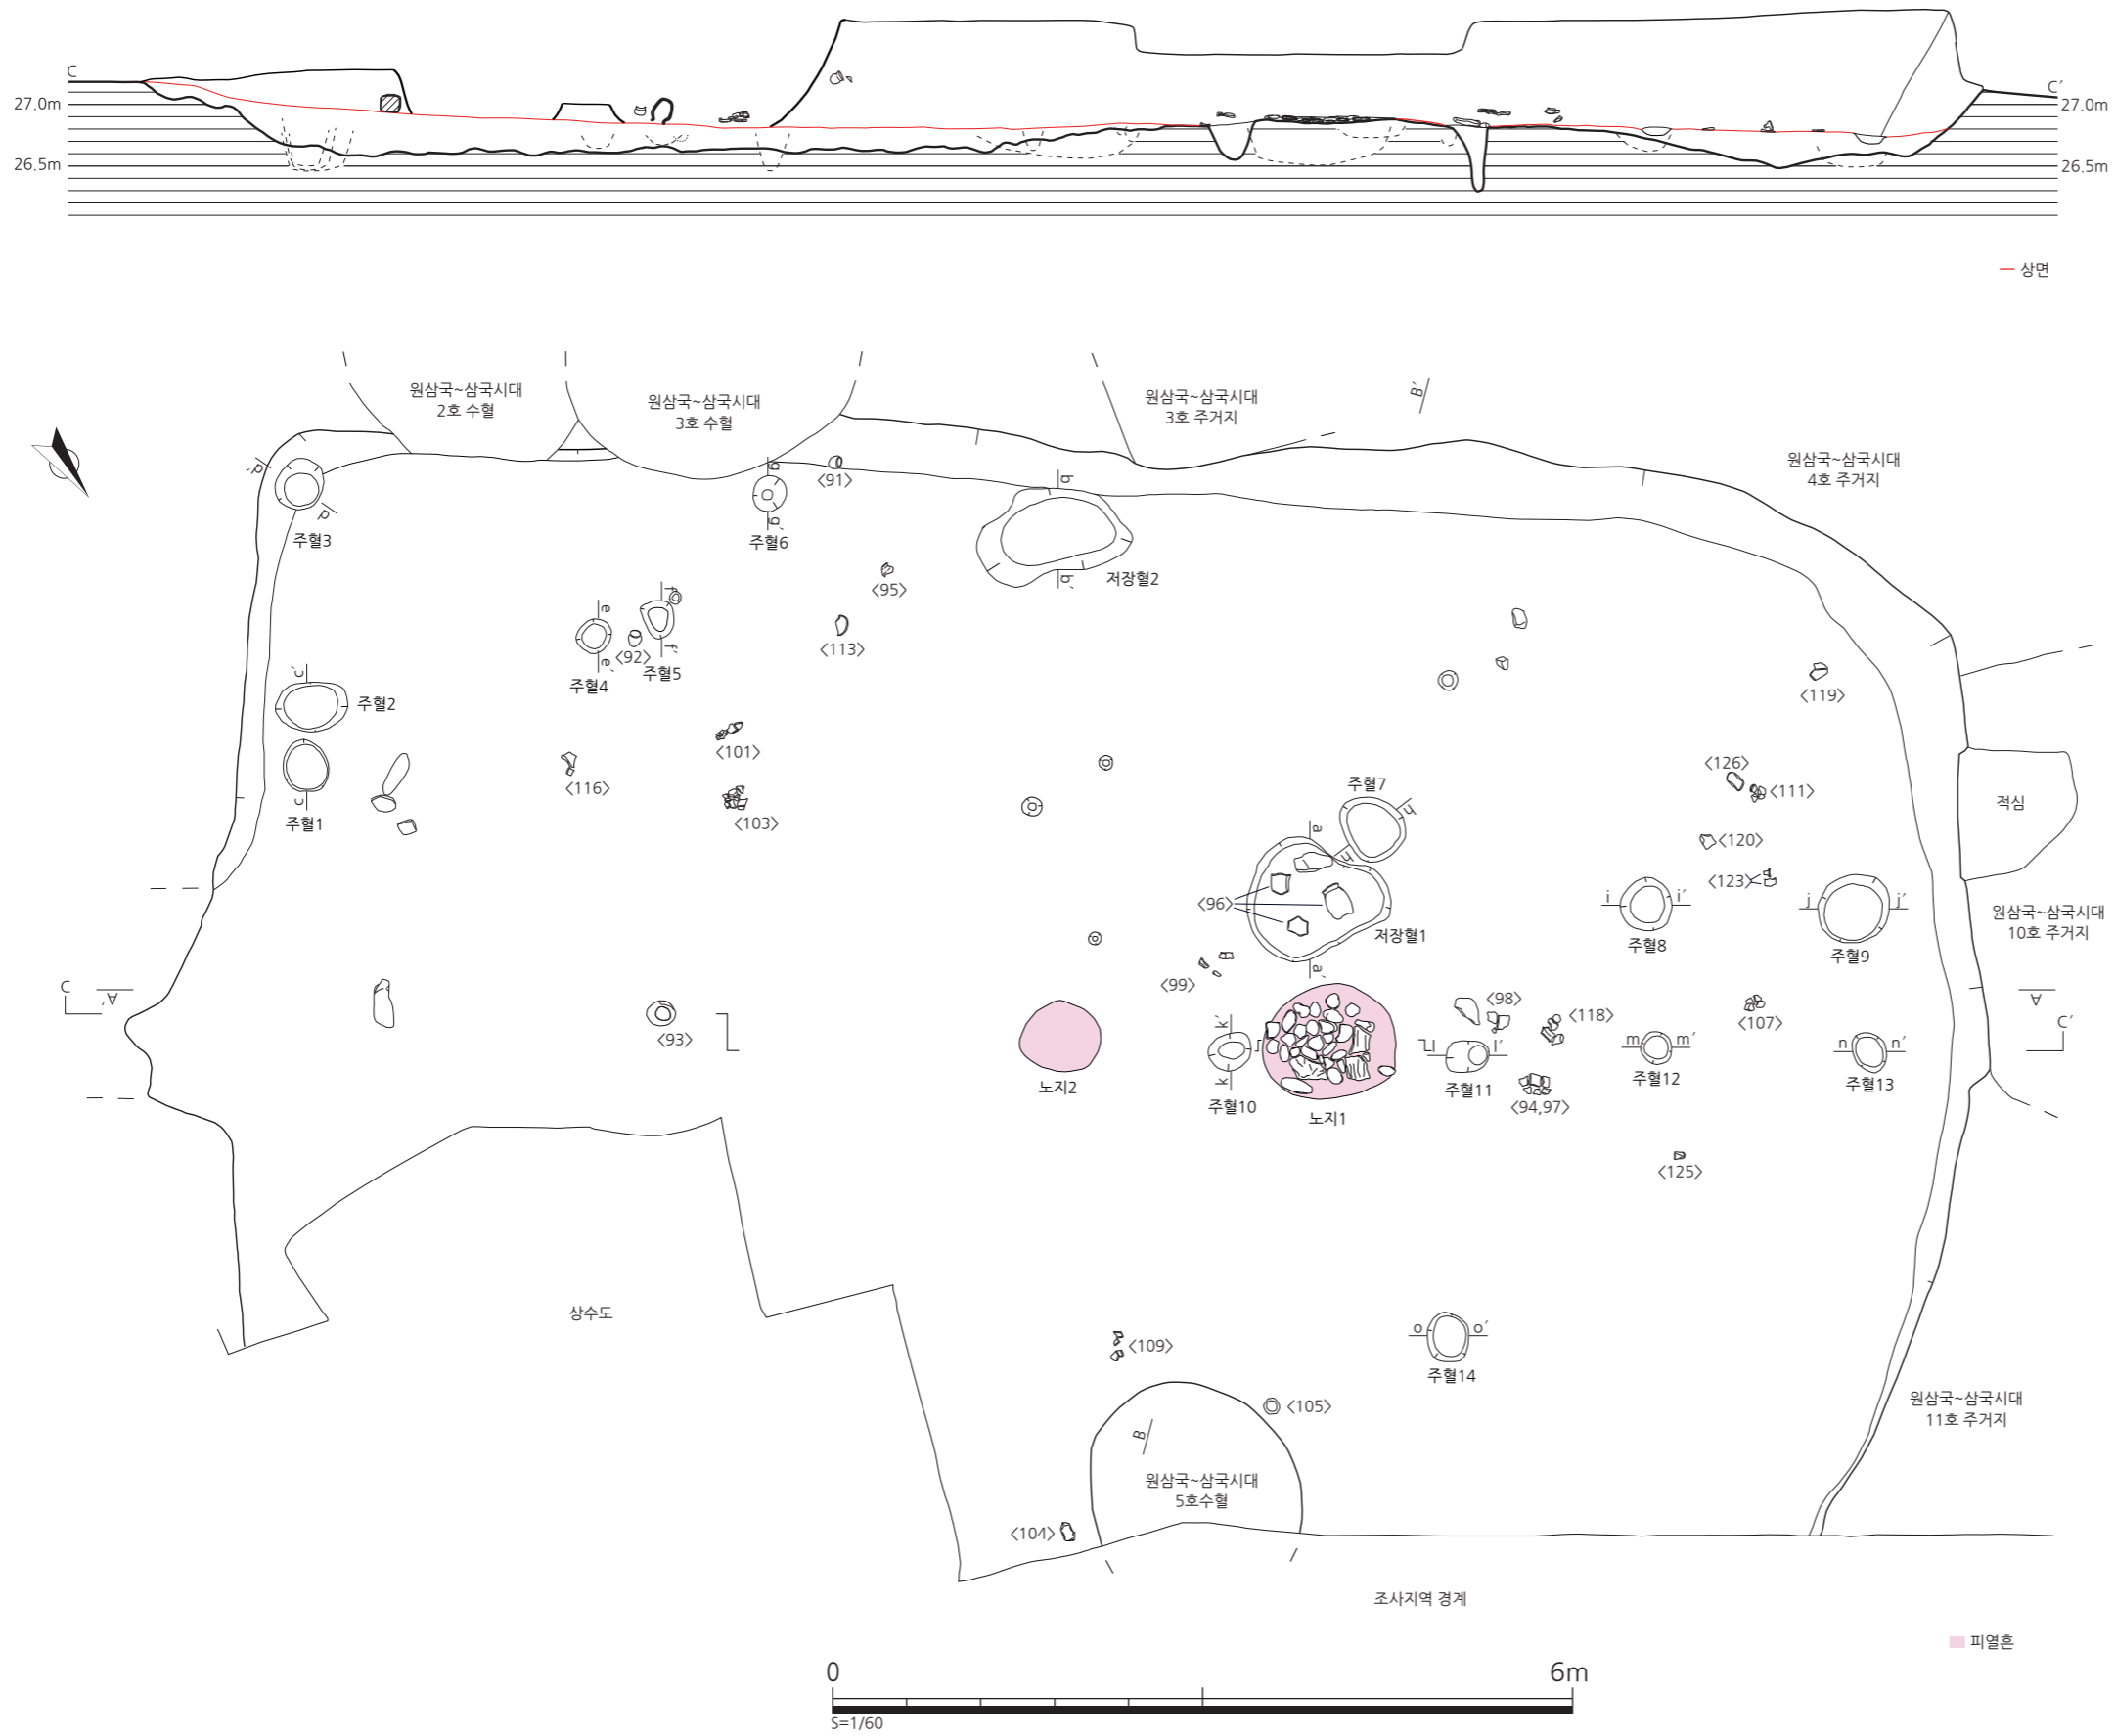 C
C′
27.0m
27.0m
26.5m
26.5m
상면
원삼국~삼국시대
2호 수혈
원삼국~삼국시대
3호 수혈
원삼국~삼국시대
3호 주거지
B′
원삼국~삼국시대
4호 주거지
d′
d
주혈3
g
g′
주혈6
<91>
b
b′
저장혈2
<95>
<113>
e
e′
주혈4
<92>
f
f′
주혈5
c′
주혈2
c
주혈1
<116>
<101>
<103>
<119>
<126>
<111>
<120>
<123>
적심
주혈7
h′
h
a
a′
<96>
저장혈1
i
i′
주혈8
j
j′
주혈9
원삼국~삼국시대
10호 주거지
<99>
C
A′
<93>
노지2
k′
k
주혈10
노지1
<98>
<118>
l
l′
주혈11
<94,97>
m
m′
주혈12
<107>
n
n′
주혈13
A
C′
<125>
상수도
<109>
o
o′
주혈14
<105>
B
원삼국~삼국시대
5호수혈
<104>
원삼국~삼국시대
11호 주거지
조사지역 경계
피열흔
0
6m
S=1/60